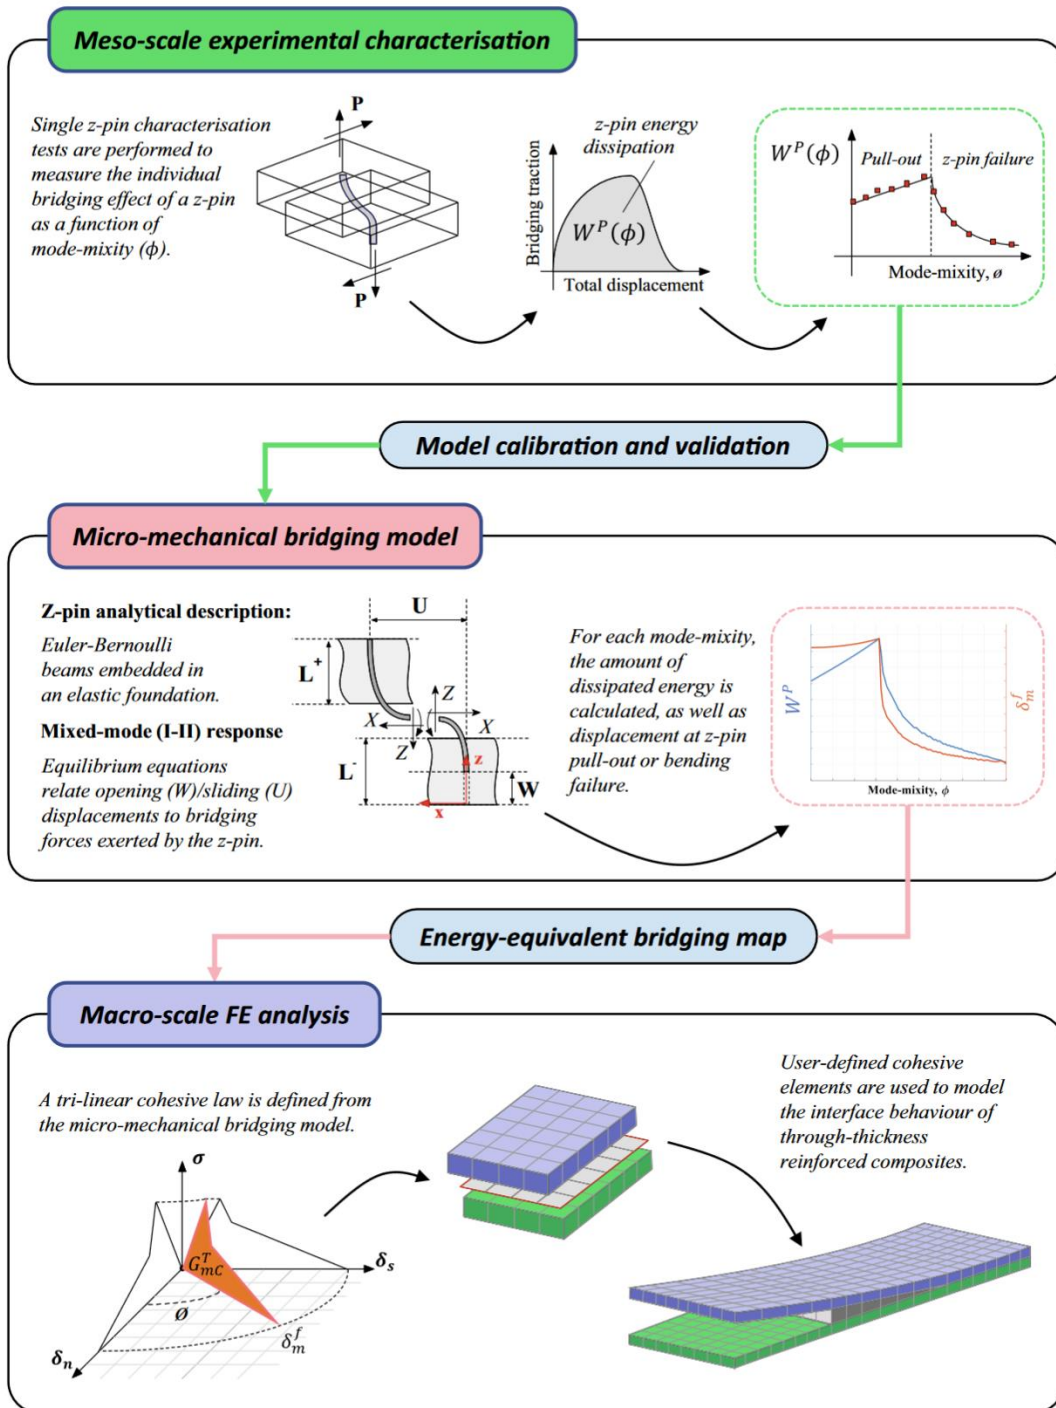 Meso-scale experimental characterisation
Single z-pin characterisation
tests are performed to
measure the individual
bridging effect of a z-pin
as a function of
mode-mixity (ϕ).
P
P
Bridging traction
z-pin energy
dissipation
W^P(ϕ)
Total displacement
W^P(ϕ)
Pull-out
z-pin failure
Mode-mixity, ø
Model calibration and validation
Micro-mechanical bridging model
Z-pin analytical description:
Euler-Bernoulli
beams embedded in
an elastic foundation.
Mixed-mode (I-II) response
Equilibrium equations
relate opening (W)/sliding (U)
displacements to bridging
forces exerted by the z-pin.
U
L^+
Z
X
X
Z
L^-
z
W
x
For each mode-mixity,
the amount of
dissipated energy is
calculated, as well as
displacement at z-pin
pull-out or bending
failure.
W^P
δ_m^f
Mode-mixity, ϕ
Energy-equivalent bridging map
Macro-scale FE analysis
A tri-linear cohesive law is defined from
the micro-mechanical bridging model.
σ
G_mC^T
δ_s
Ø
δ_m^f
δ_n
User-defined cohesive
elements are used to model
the interface behaviour of
through-thickness
reinforced composites.